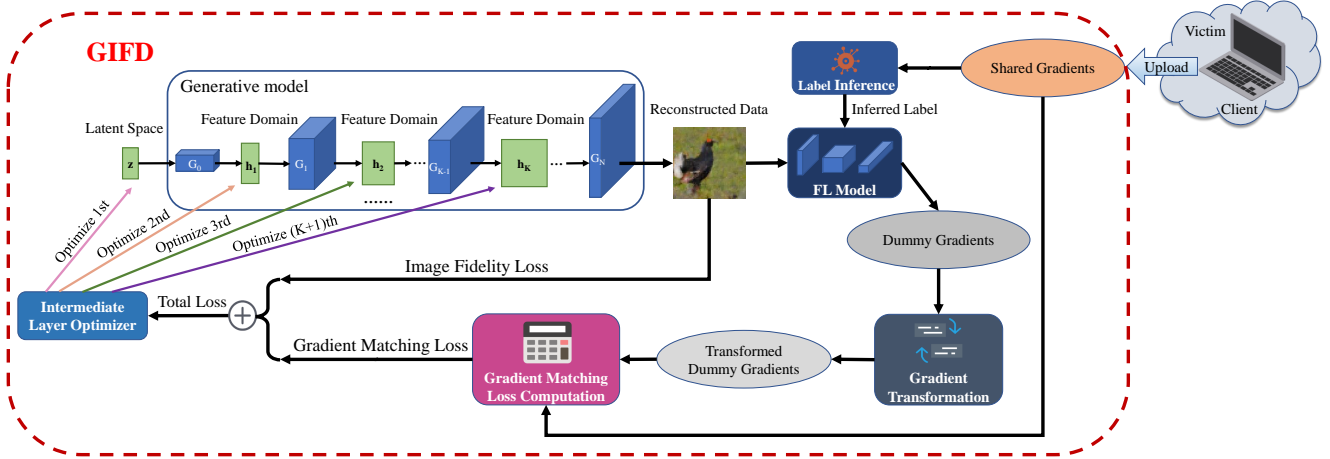 GIFD
Victim
Upload
Client
Shared Gradients
Label Inference
Inferred Label
Generative model
Latent Space
Feature Domain
Feature Domain
Feature Domain
Reconstructed Data
z
G0
h1
G1
h2
...
GK-1
hK
...
GN
......
FL Model
Optimize 1st
Optimize 2nd
Optimize 3rd
Optimize (K+1)th
Dummy Gradients
Image Fidelity Loss
Intermediate
Layer Optimizer
Total Loss
Gradient Matching Loss
Gradient Matching
Loss Computation
Transformed
Dummy Gradients
Gradient
Transformation